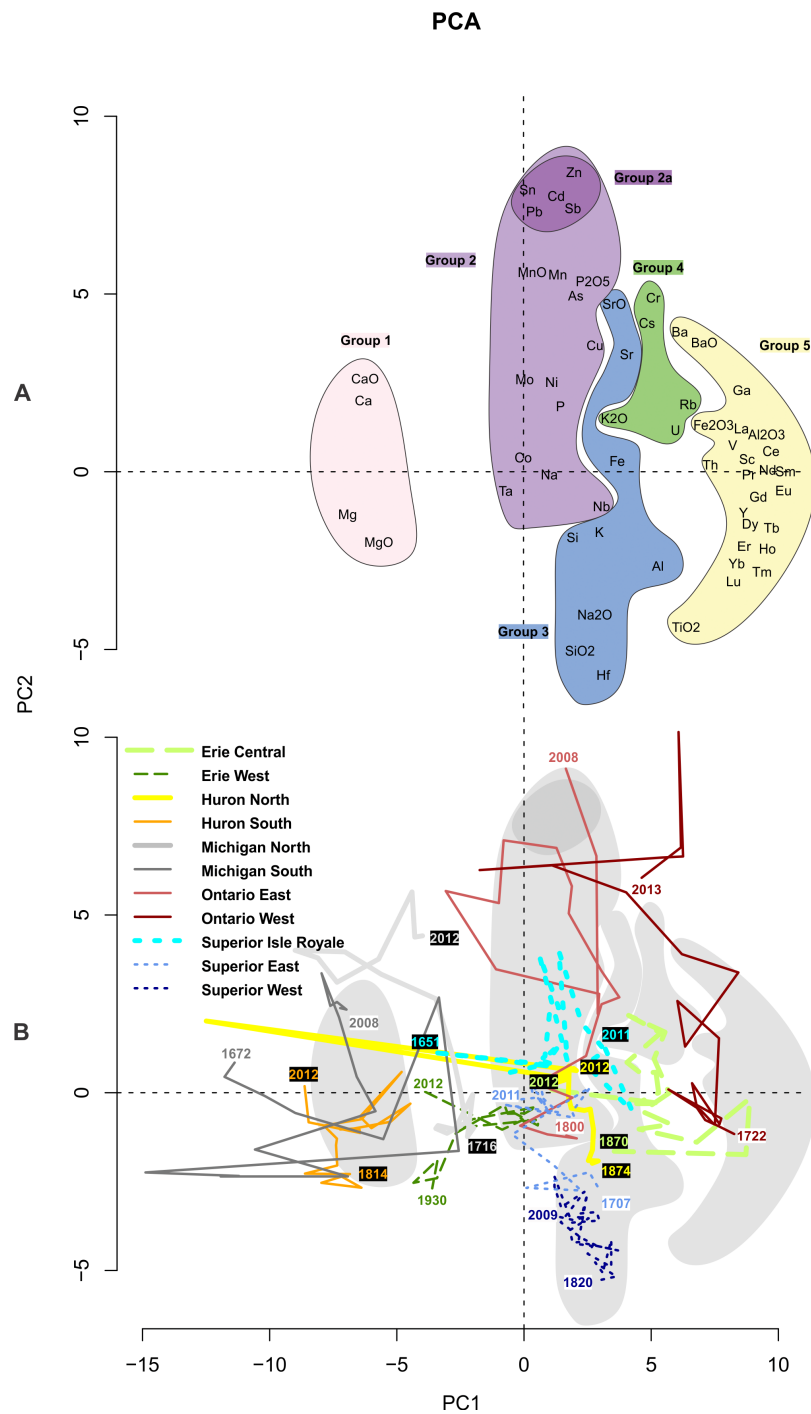 PCA
10
5
0
−5
A
PC2
Group 1
CaO
Ca
Mg
MgO
Group 2
Group 2a
Zn
Sn
Cd
Pb
Sb
MnO
Mn
P2O5
As
Cu
Mo
Ni
P
Co
Na
Ta
Nb
Group 3
SrO
Sr
Fe
K
Si
Al
Na2O
SiO2
Hf
Group 4
Cr
Cs
Rb
K2O
U
Group 5
Ba
BaO
Ga
Fe2O3
La
Al2O3
V
Ce
Th
Sc
Nd
Sm
Pr
Eu
Gd
Y
Dy
Tb
Er
Ho
Yb
Tm
Lu
TiO2
10
5
0
−5
B
Erie Central
Erie West
Huron North
Huron South
Michigan North
Michigan South
Ontario East
Ontario West
Superior Isle Royale
Superior East
Superior West
2008
2013
2012
2008
1651
2011
1672
2012
2012
2012
2012
2011
1800
1722
1716
1870
1814
1874
1930
1707
2009
1820
−15
−10
−5
0
5
10
PC1